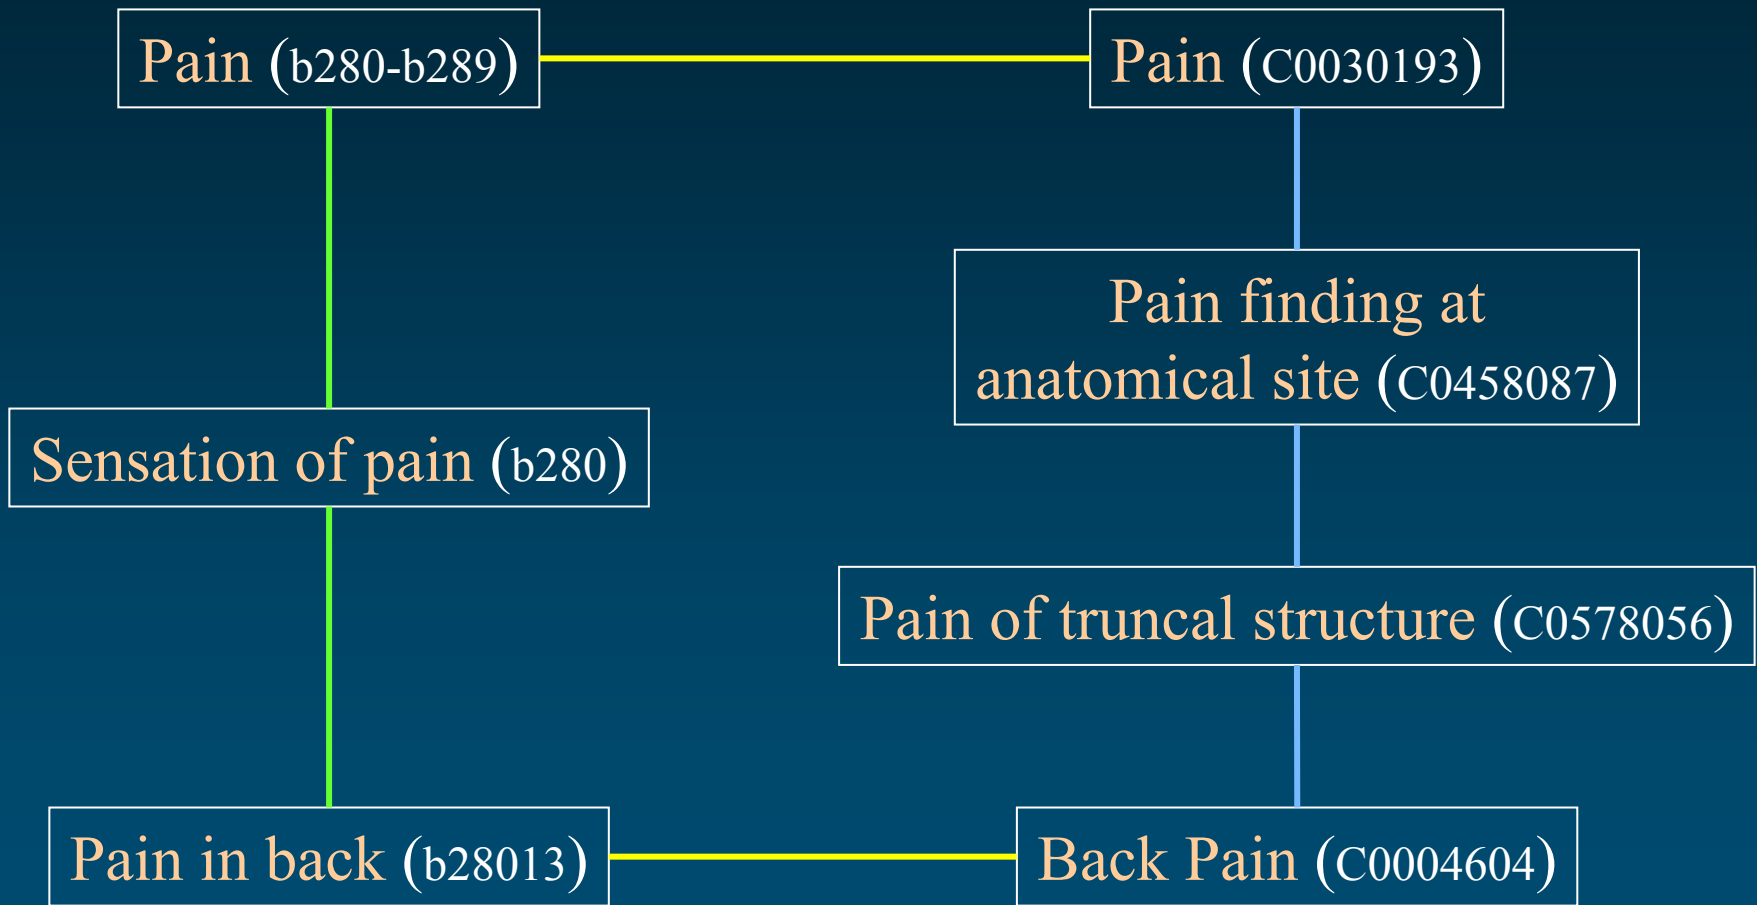 Pain (b280-b289)
Pain (C0030193)
Pain finding at
anatomical site (C0458087)
Sensation of pain (b280)
Pain of truncal structure (C0578056)
Pain in back (b28013)
Back Pain (C0004604)